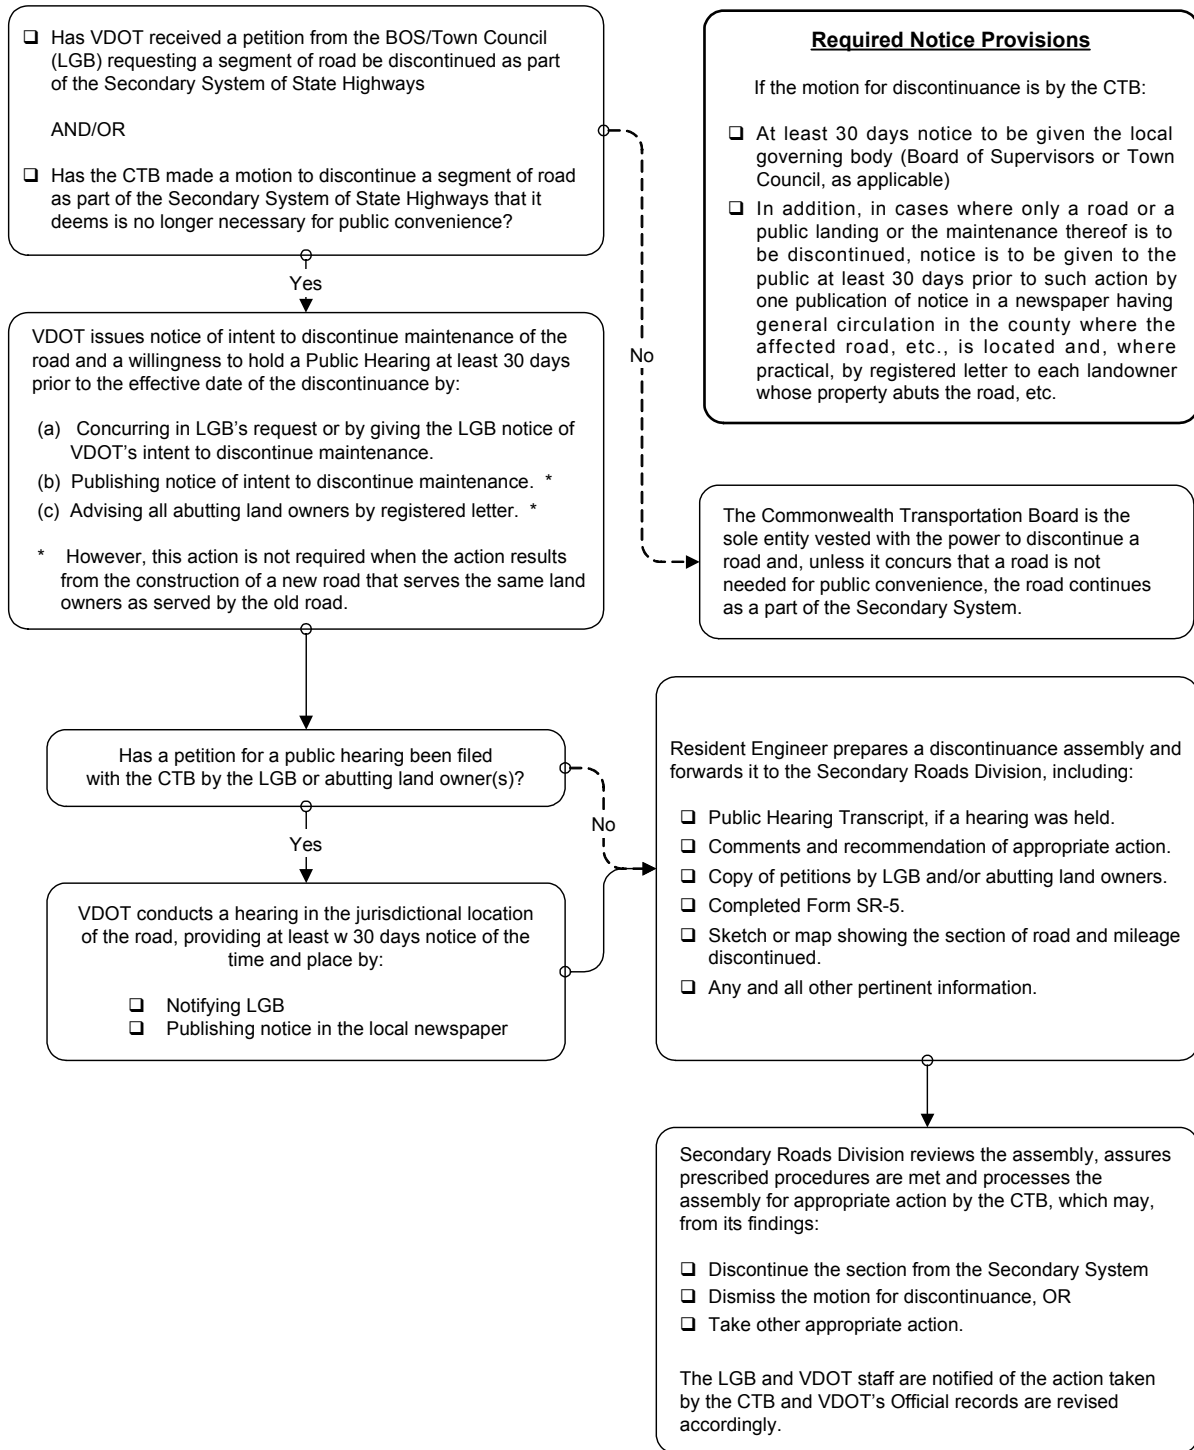 ❑ Has VDOT received a petition from the BOS/Town Council
(LGB) requesting a segment of road be discontinued as part
of the Secondary System of State Highways
AND/OR
❑ Has the CTB made a motion to discontinue a segment of road
as part of the Secondary System of State Highways that it
deems is no longer necessary for public convenience?
Yes
No
Required Notice Provisions
If the motion for discontinuance is by the CTB:
❑ At least 30 days notice to be given the local
governing body (Board of Supervisors or Town
Council, as applicable)
❑ In addition, in cases where only a road or a
public landing or the maintenance thereof is to
be discontinued, notice is to be given to the
public at least 30 days prior to such action by
one publication of notice in a newspaper having
general circulation in the county where the
affected road, etc., is located and, where
practical, by registered letter to each landowner
whose property abuts the road, etc.
VDOT issues notice of intent to discontinue maintenance of the
road and a willingness to hold a Public Hearing at least 30 days
prior to the effective date of the discontinuance by:
(a) Concurring in LGB's request or by giving the LGB notice of
VDOT's intent to discontinue maintenance.
(b) Publishing notice of intent to discontinue maintenance. *
(c) Advising all abutting land owners by registered letter. *
* However, this action is not required when the action results
from the construction of a new road that serves the same land
owners as served by the old road.
The Commonwealth Transportation Board is the
sole entity vested with the power to discontinue a
road and, unless it concurs that a road is not
needed for public convenience, the road continues
as a part of the Secondary System.
Has a petition for a public hearing been filed
with the CTB by the LGB or abutting land owner(s)?
Yes
No
VDOT conducts a hearing in the jurisdictional location
of the road, providing at least w 30 days notice of the
time and place by:
❑ Notifying LGB
❑ Publishing notice in the local newspaper
Resident Engineer prepares a discontinuance assembly and
forwards it to the Secondary Roads Division, including:
❑ Public Hearing Transcript, if a hearing was held.
❑ Comments and recommendation of appropriate action.
❑ Copy of petitions by LGB and/or abutting land owners.
❑ Completed Form SR-5.
❑ Sketch or map showing the section of road and mileage
discontinued.
❑ Any and all other pertinent information.
Secondary Roads Division reviews the assembly, assures
prescribed procedures are met and processes the
assembly for appropriate action by the CTB, which may,
from its findings:
❑ Discontinue the section from the Secondary System
❑ Dismiss the motion for discontinuance, OR
❑ Take other appropriate action.
The LGB and VDOT staff are notified of the action taken
by the CTB and VDOT's Official records are revised
accordingly.